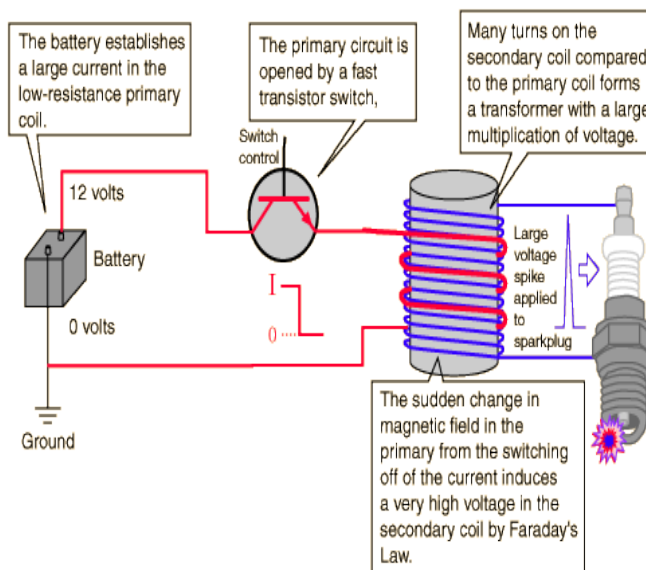 The battery establishes
a large current in the
low-resistance primary
coil.
The primary circuit is
opened by a fast
transistor switch,
Many turns on the
secondary coil compared
to the primary coil forms
a transformer with a large
multiplication of voltage.
Switch
control
12 volts
Battery
0 volts
Ground
I
0
Large
voltage
spike
applied
to
sparkplug
The sudden change in
magnetic field in the
primary from the switching
off of the current induces
a very high voltage in the
secondary coil by Faraday's
Law.